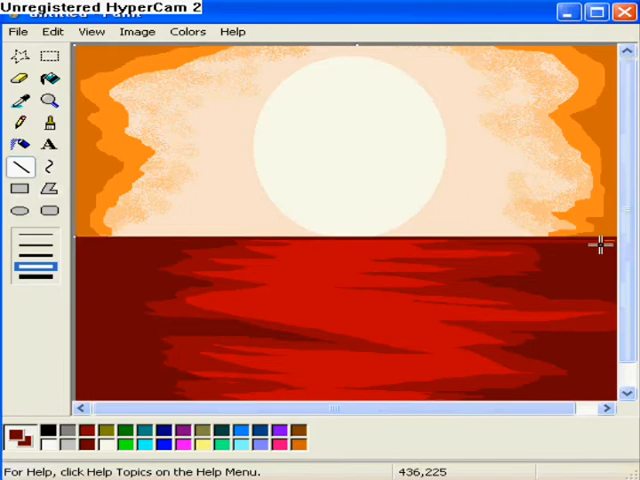 Unregistered HyperCam 2
File Edit View Image Colors Help
A
For Help, click Help Topics on the Help Menu.
436,225